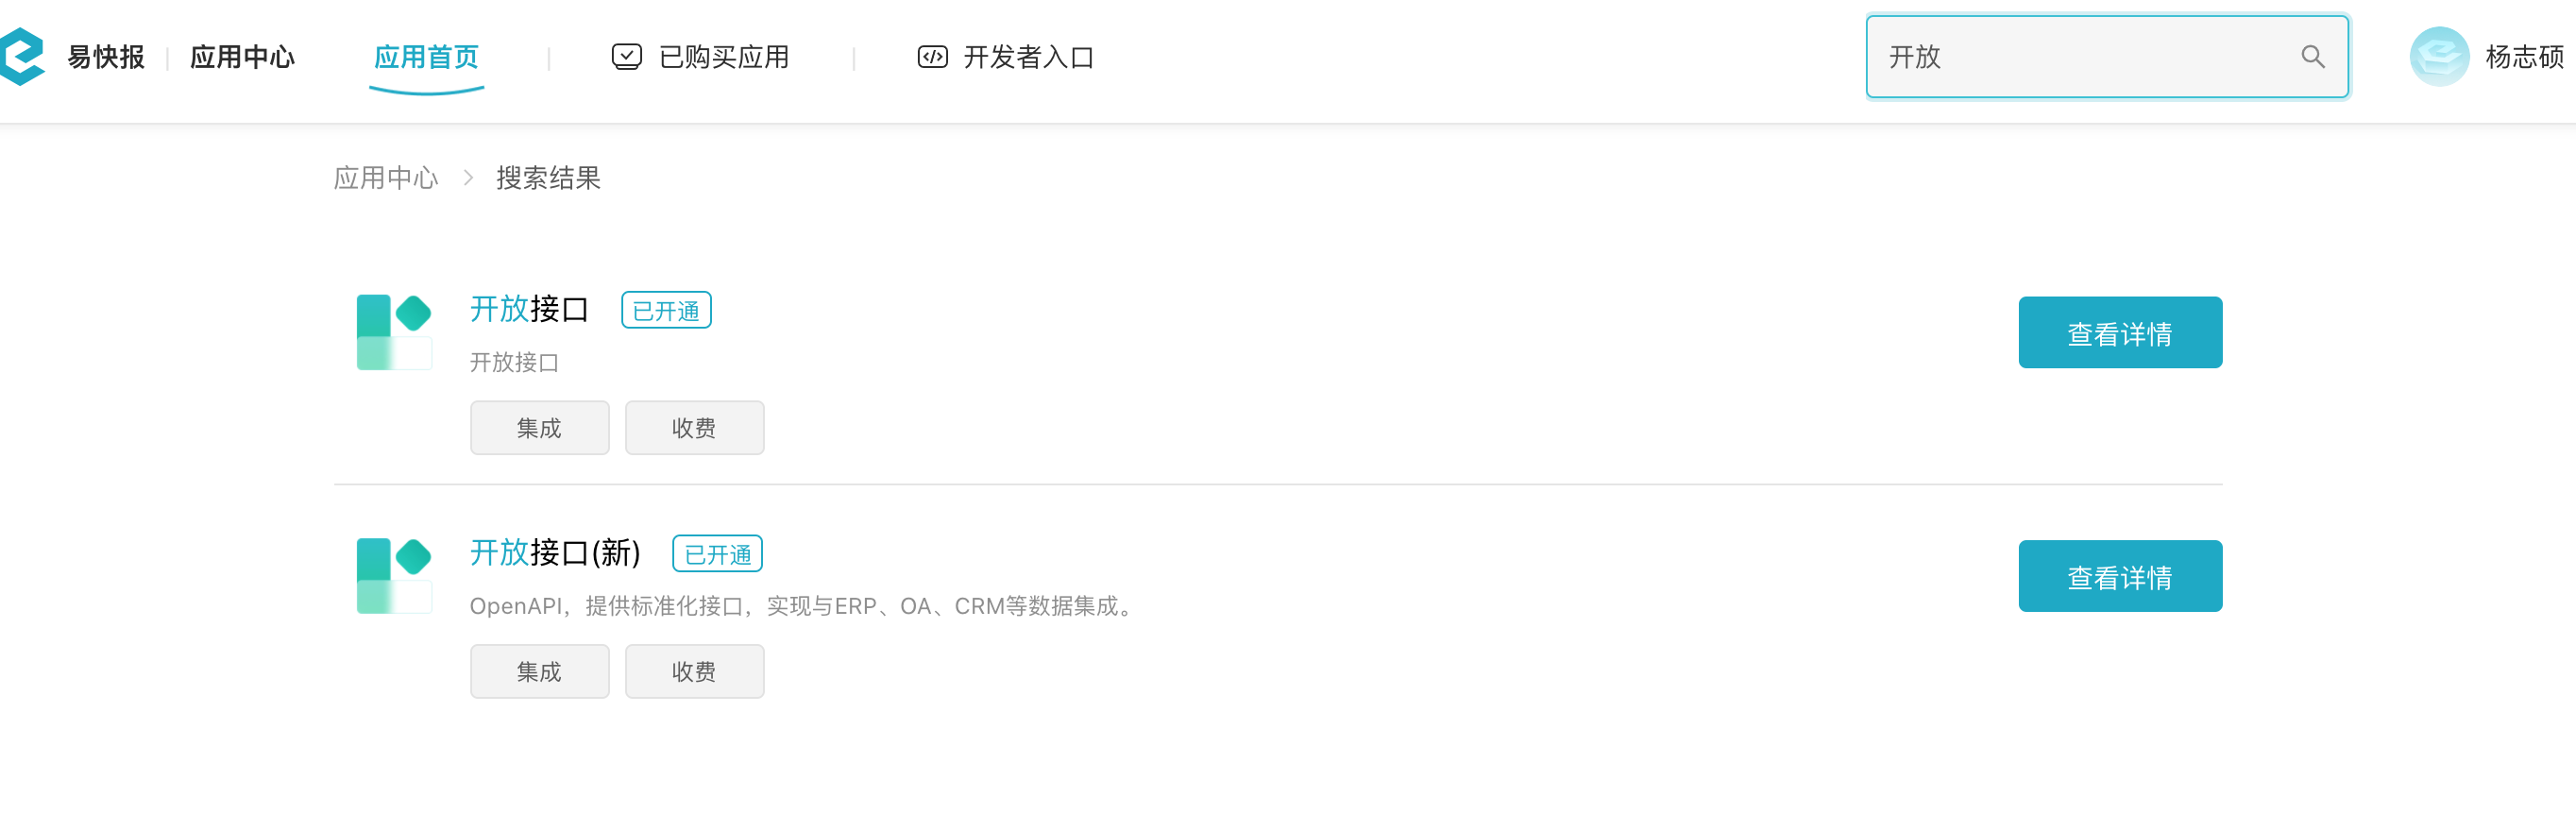 易快报 应用中心 应用首页 已购买应用 开发者入口 开放 杨志硕
应用中心 搜索结果
开放接口 已开通
查看详情
开放接口
集成 收费
开放接口(新) 已开通
查看详情
OpenAPI，提供标准化接口，实现与ERP、OA、CRM等数据集成。
集成 收费